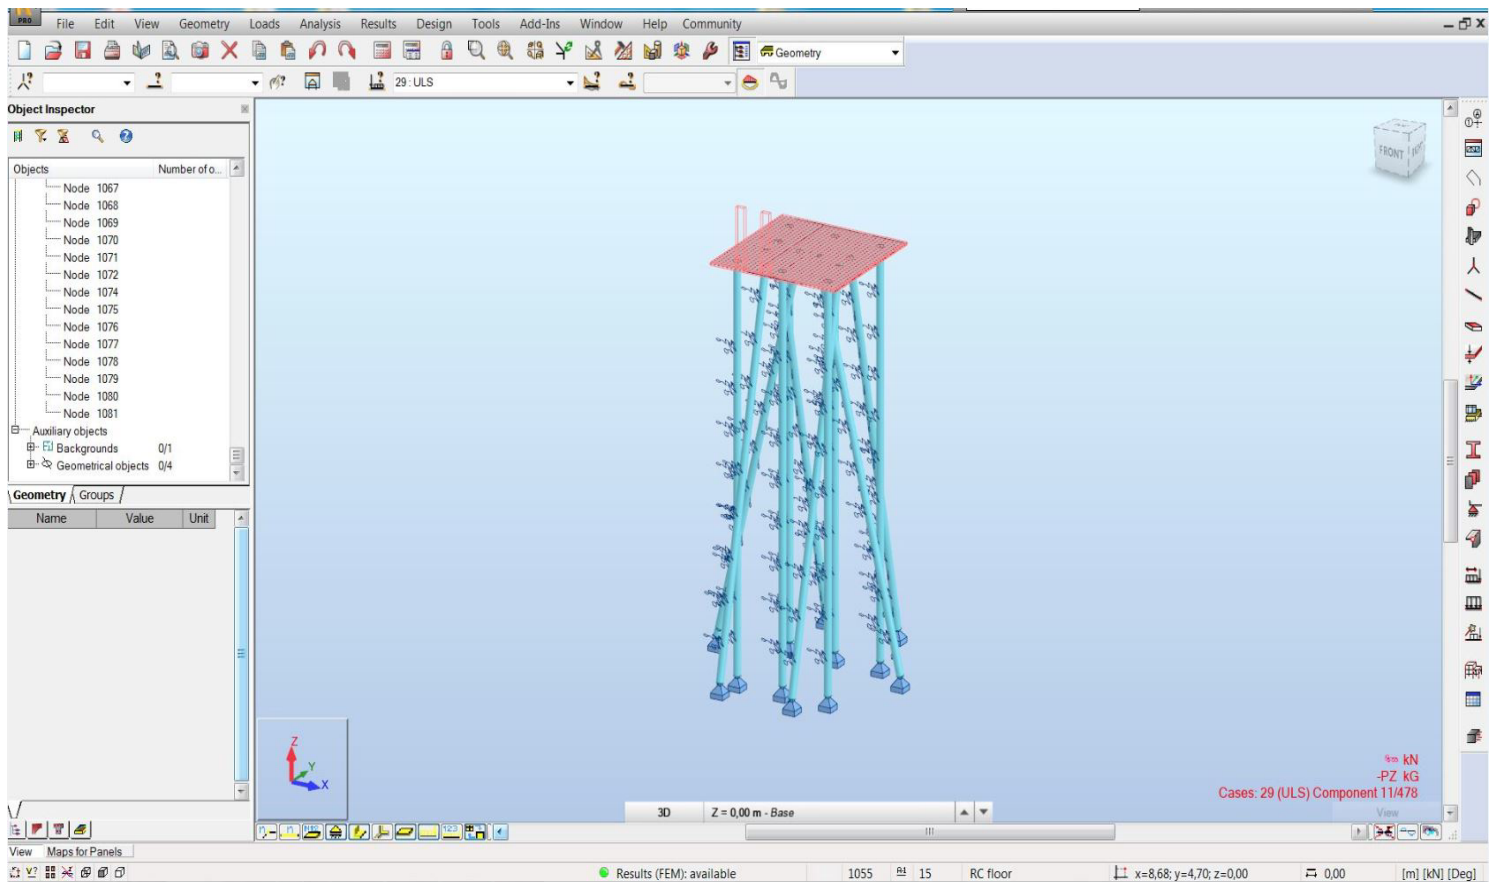 PRO File Edit View Geometry Loads Analysis Results Design Tools Add-Ins Window Help Community
Geometry
29 : ULS
Object Inspector
Objects Number of o...
Node 1067
Node 1068
Node 1069
Node 1070
Node 1071
Node 1072
Node 1074
Node 1075
Node 1076
Node 1077
Node 1078
Node 1079
Node 1080
Node 1081
Auxiliary objects
Backgrounds 0/1
Geometrical objects 0/4
Geometry Groups
Name Value Unit
FRONT
Z
Y
X
kN
-PZ kG
Cases: 29 (ULS) Component 11/478
3D Z = 0,00 m - Base
View
View Maps for Panels
Results (FEM): available 1055 15 RC floor x=8,68; y=4,70; z=0,00 0,00 [m] [kN] [Deg]